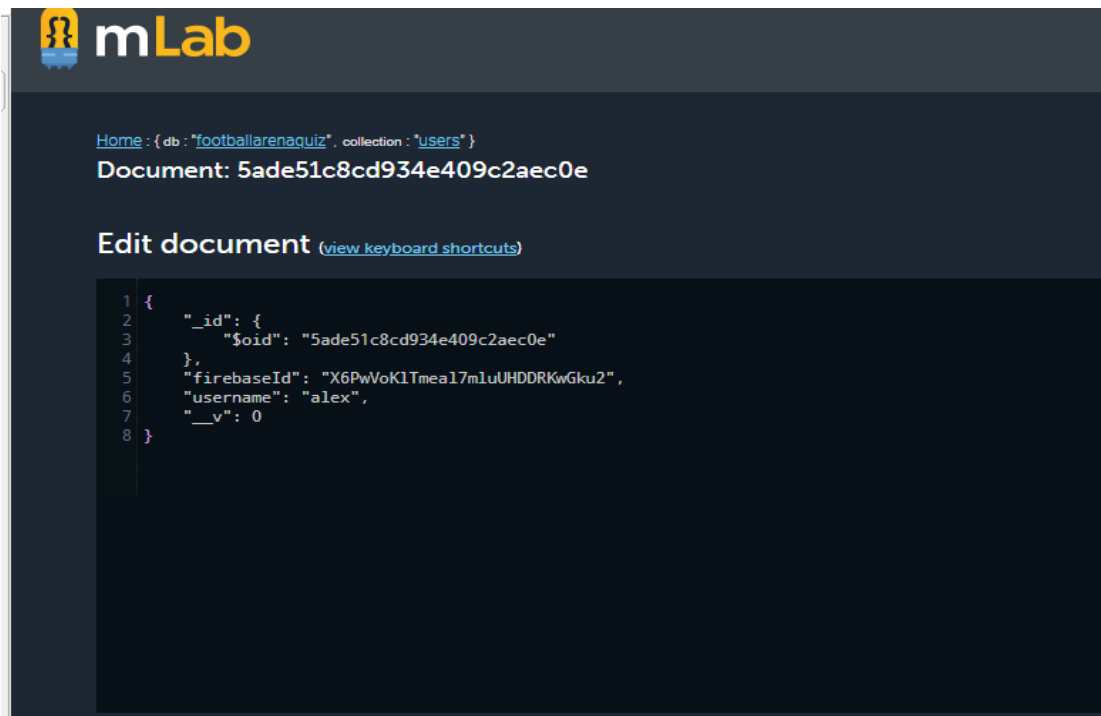 mLab
Home : { db : "footballarenaquiz", collection : "users" }
Document: 5ade51c8cd934e409c2aec0e
Edit document (view keyboard shortcuts)
1 {
2 "_id": {
3 "$oid": "5ade51c8cd934e409c2aec0e"
4 },
5 "firebaseId": "X6PwVoKlTmeal7mluUHDDRKwGku2",
6 "username": "alex",
7 "__v": 0
8 }